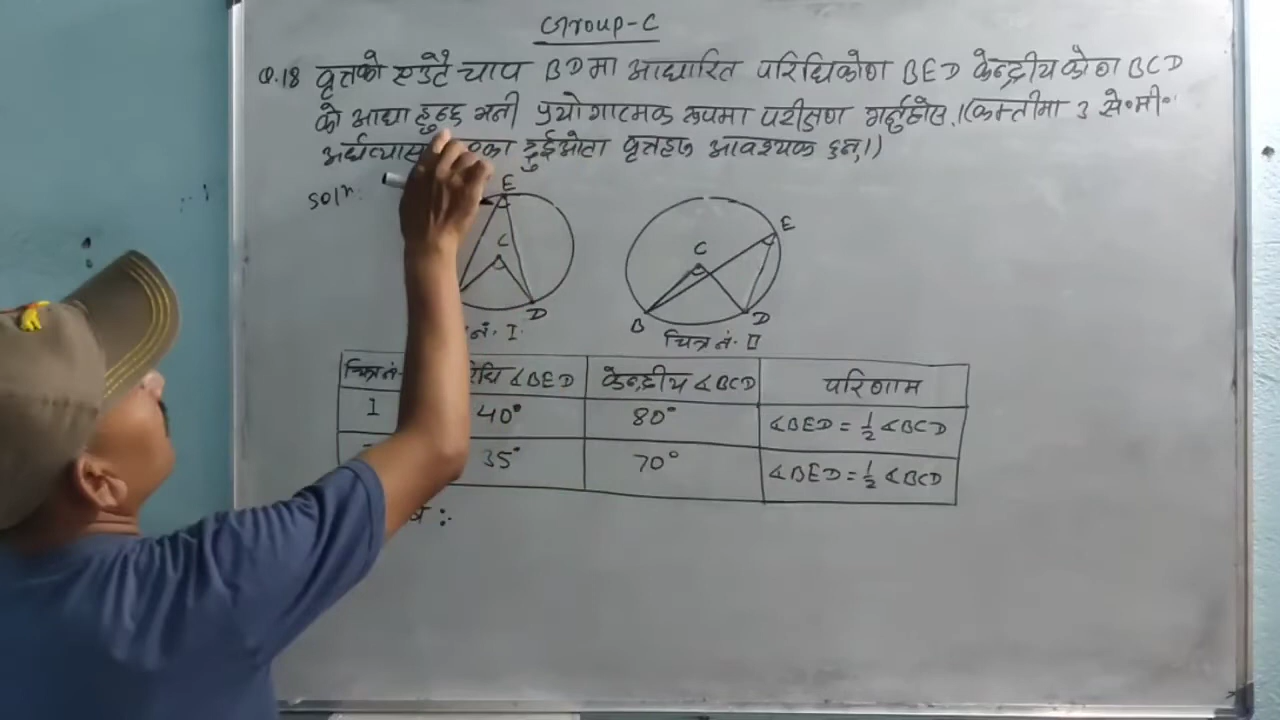 Group-C
Q.18 वृत्तको एउटै चाप BD मा आधारित परिधिकोण BED केन्द्रीय कोण BCD
को आधा हुन्छ भनी प्रयोगात्मक रूपमा परीक्षण गर्नुहोस्। (कम्तीमा 3 से॰मी॰
अर्धव्यास का दुईओटा वृत्तहरू आवश्यक छन्।)
Solⁿ:
E
C
D
नं. I
E
C
B
D
चित्र नं. II
चित्र नं. ∢BED केन्द्रीय ∢BCD परिणाम
I 40° 80° ∢BED = 1/2 ∢BCD
35° 70° ∢BED = 1/2 ∢BCD